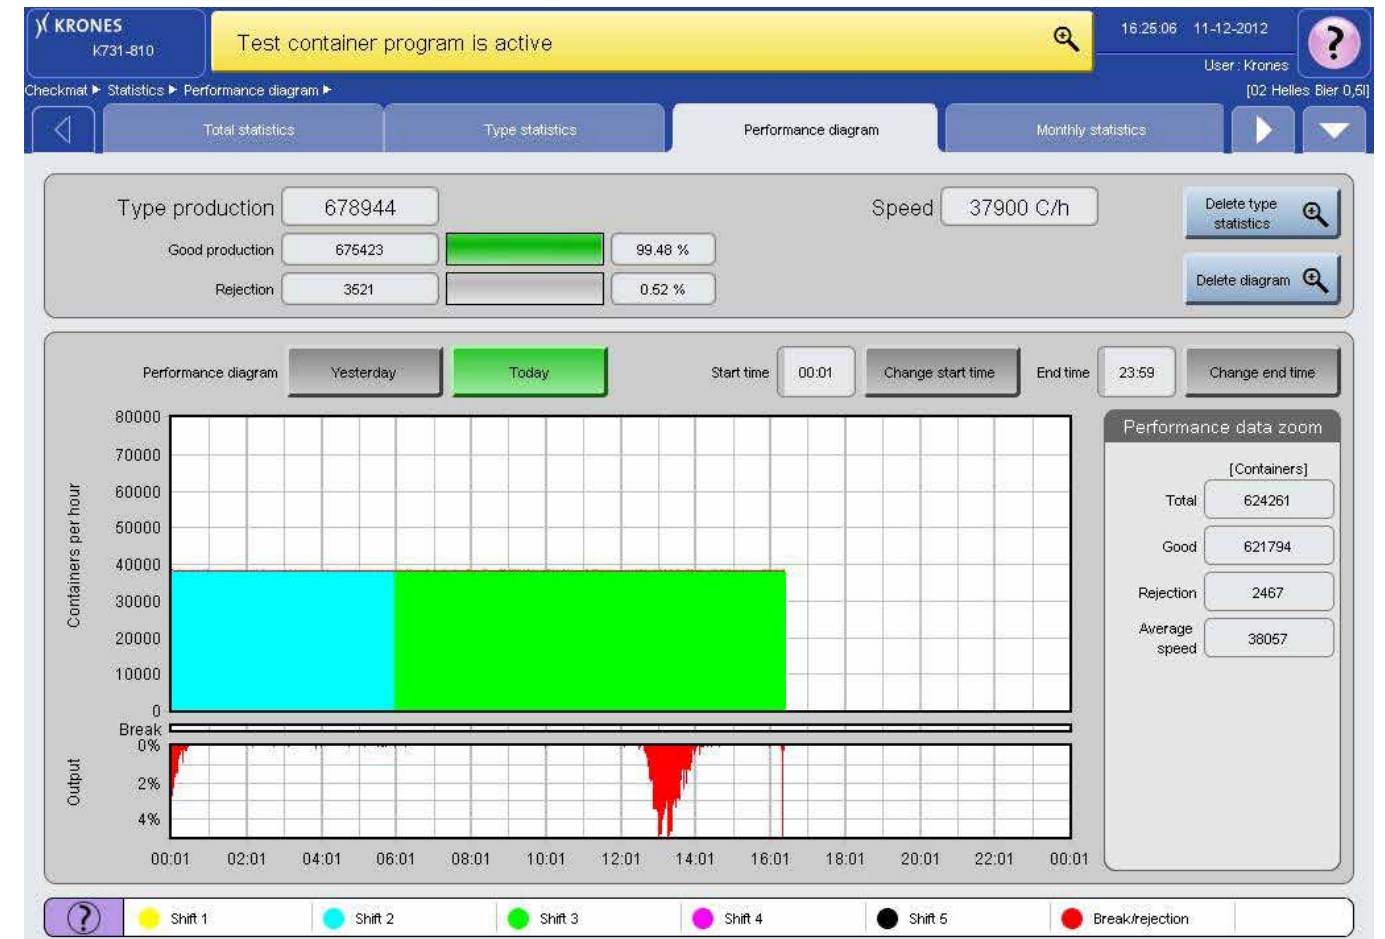 KRONES
K731-810
Test container program is active
16:25:06 11-12-2012
User : Krones
?
Checkmat Statistics Performance diagram
[02 Helles Bier 0,5l]
Total statistics
Type statistics
Performance diagram
Monthly statistics
Type production 678944
Speed 37900 C/h
Delete type
statistics
Good production 675423 99.48 %
Rejection 3521 0.52 %
Delete diagram
Performance diagram Yesterday Today
Start time 00:01 Change start time End time 23:59 Change end time
80000
70000
60000
50000
40000
30000
20000
10000
0
Containers per hour
Break
0%
2%
4%
Output
00:01 02:01 04:01 06:01 08:01 10:01 12:01 14:01 16:01 18:01 20:01 22:01 00:01
Performance data zoom
[Containers]
Total 624261
Good 621794
Rejection 2467
Average
speed 38057
?
Shift 1
Shift 2
Shift 3
Shift 4
Shift 5
Break/rejection